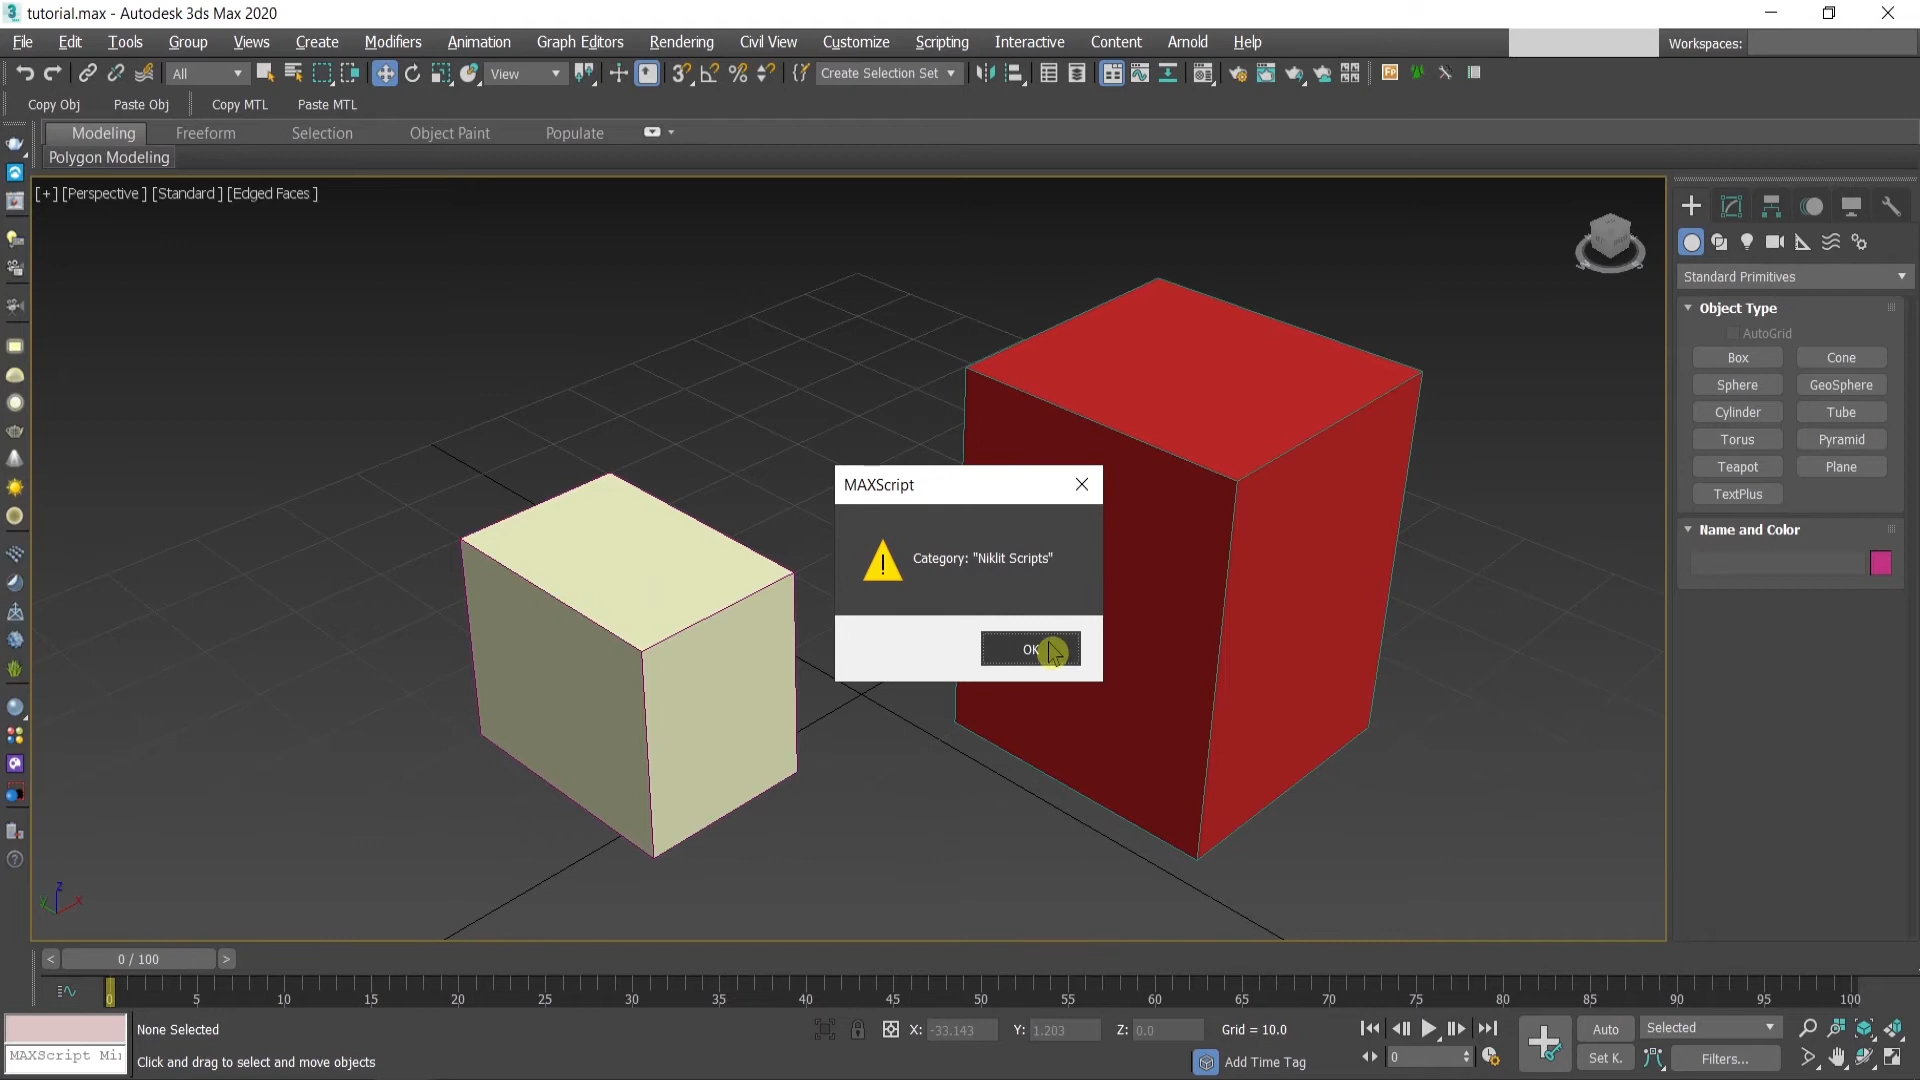 tutorial.max - Autodesk 3ds Max 2020
File Edit Tools Group Views Create Modifiers Animation Graph Editors Rendering Civil View Customize Scripting Interactive Content Arnold Help
Workspaces:
All View Create Selection Set
Copy Obj Paste Obj Copy MTL Paste MTL
Modeling Freeform Selection Object Paint Populate
Polygon Modeling
[+] [Perspective ] [Standard ] [Edged Faces ]
Standard Primitives
Object Type
AutoGrid
Box Cone
Sphere GeoSphere
Cylinder Tube
Torus Pyramid
Teapot Plane
TextPlus
Name and Color
MAXScript
Category: "Niklit Scripts"
OK
z
y x
< 0 / 100 >
0 5 10 15 20 25 30 35 40 45 50 55 60 65 70 75 80 85 90 95 100
None Selected X: -33.143 Y: 1.203 Z: 0.0 Grid = 10.0 Auto Selected
MAXScript Mi Click and drag to select and move objects Add Time Tag 0 Set K. Filters...